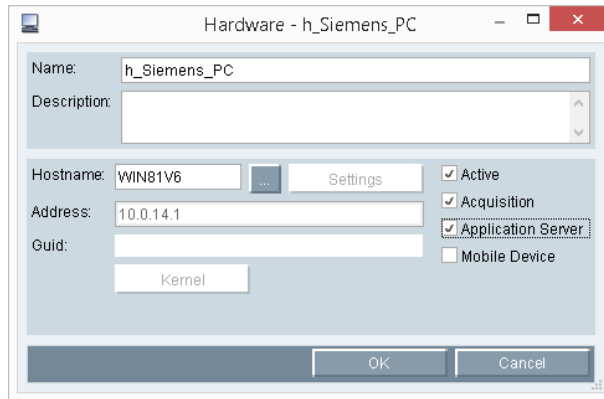 Hardware - h_Siemens_PC
Name: h_Siemens_PC
Description:
Hostname: WIN81V6 ... Settings Active
Acquisition
Address: 10.0.14.1
Application Server
Guid:
Mobile Device
Kernel
OK Cancel